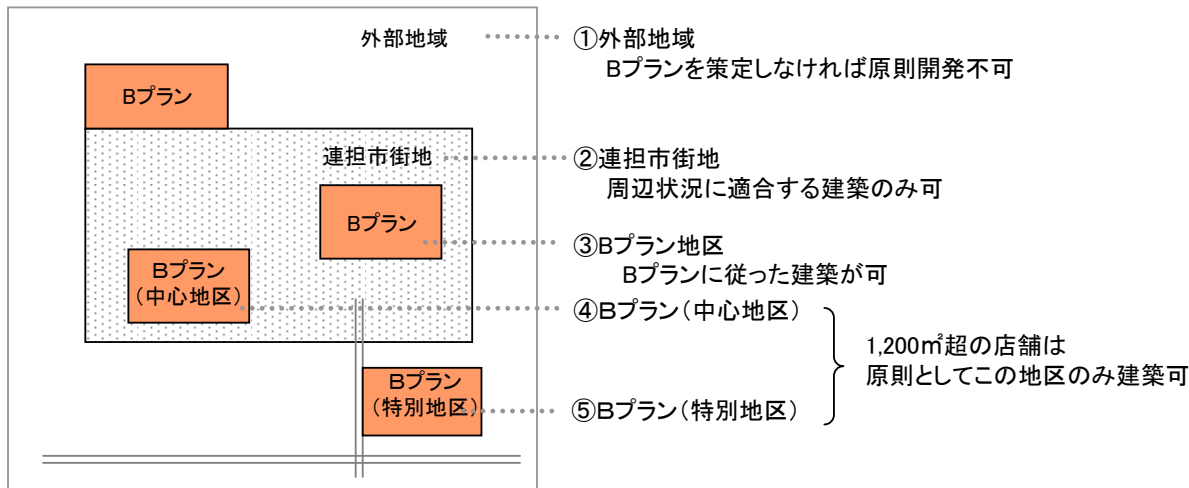 外部地域
①外部地域
Bプランを策定しなければ原則開発不可
Bプラン
連担市街地
②連担市街地
周辺状況に適合する建築のみ可
Bプラン
③Bプラン地区
Bプランに従った建築が可
Bプラン
(中心地区)
④Bプラン(中心地区)
1,200㎡超の店舗は
原則としてこの地区のみ建築可
Bプラン
(特別地区)
⑤Bプラン(特別地区)